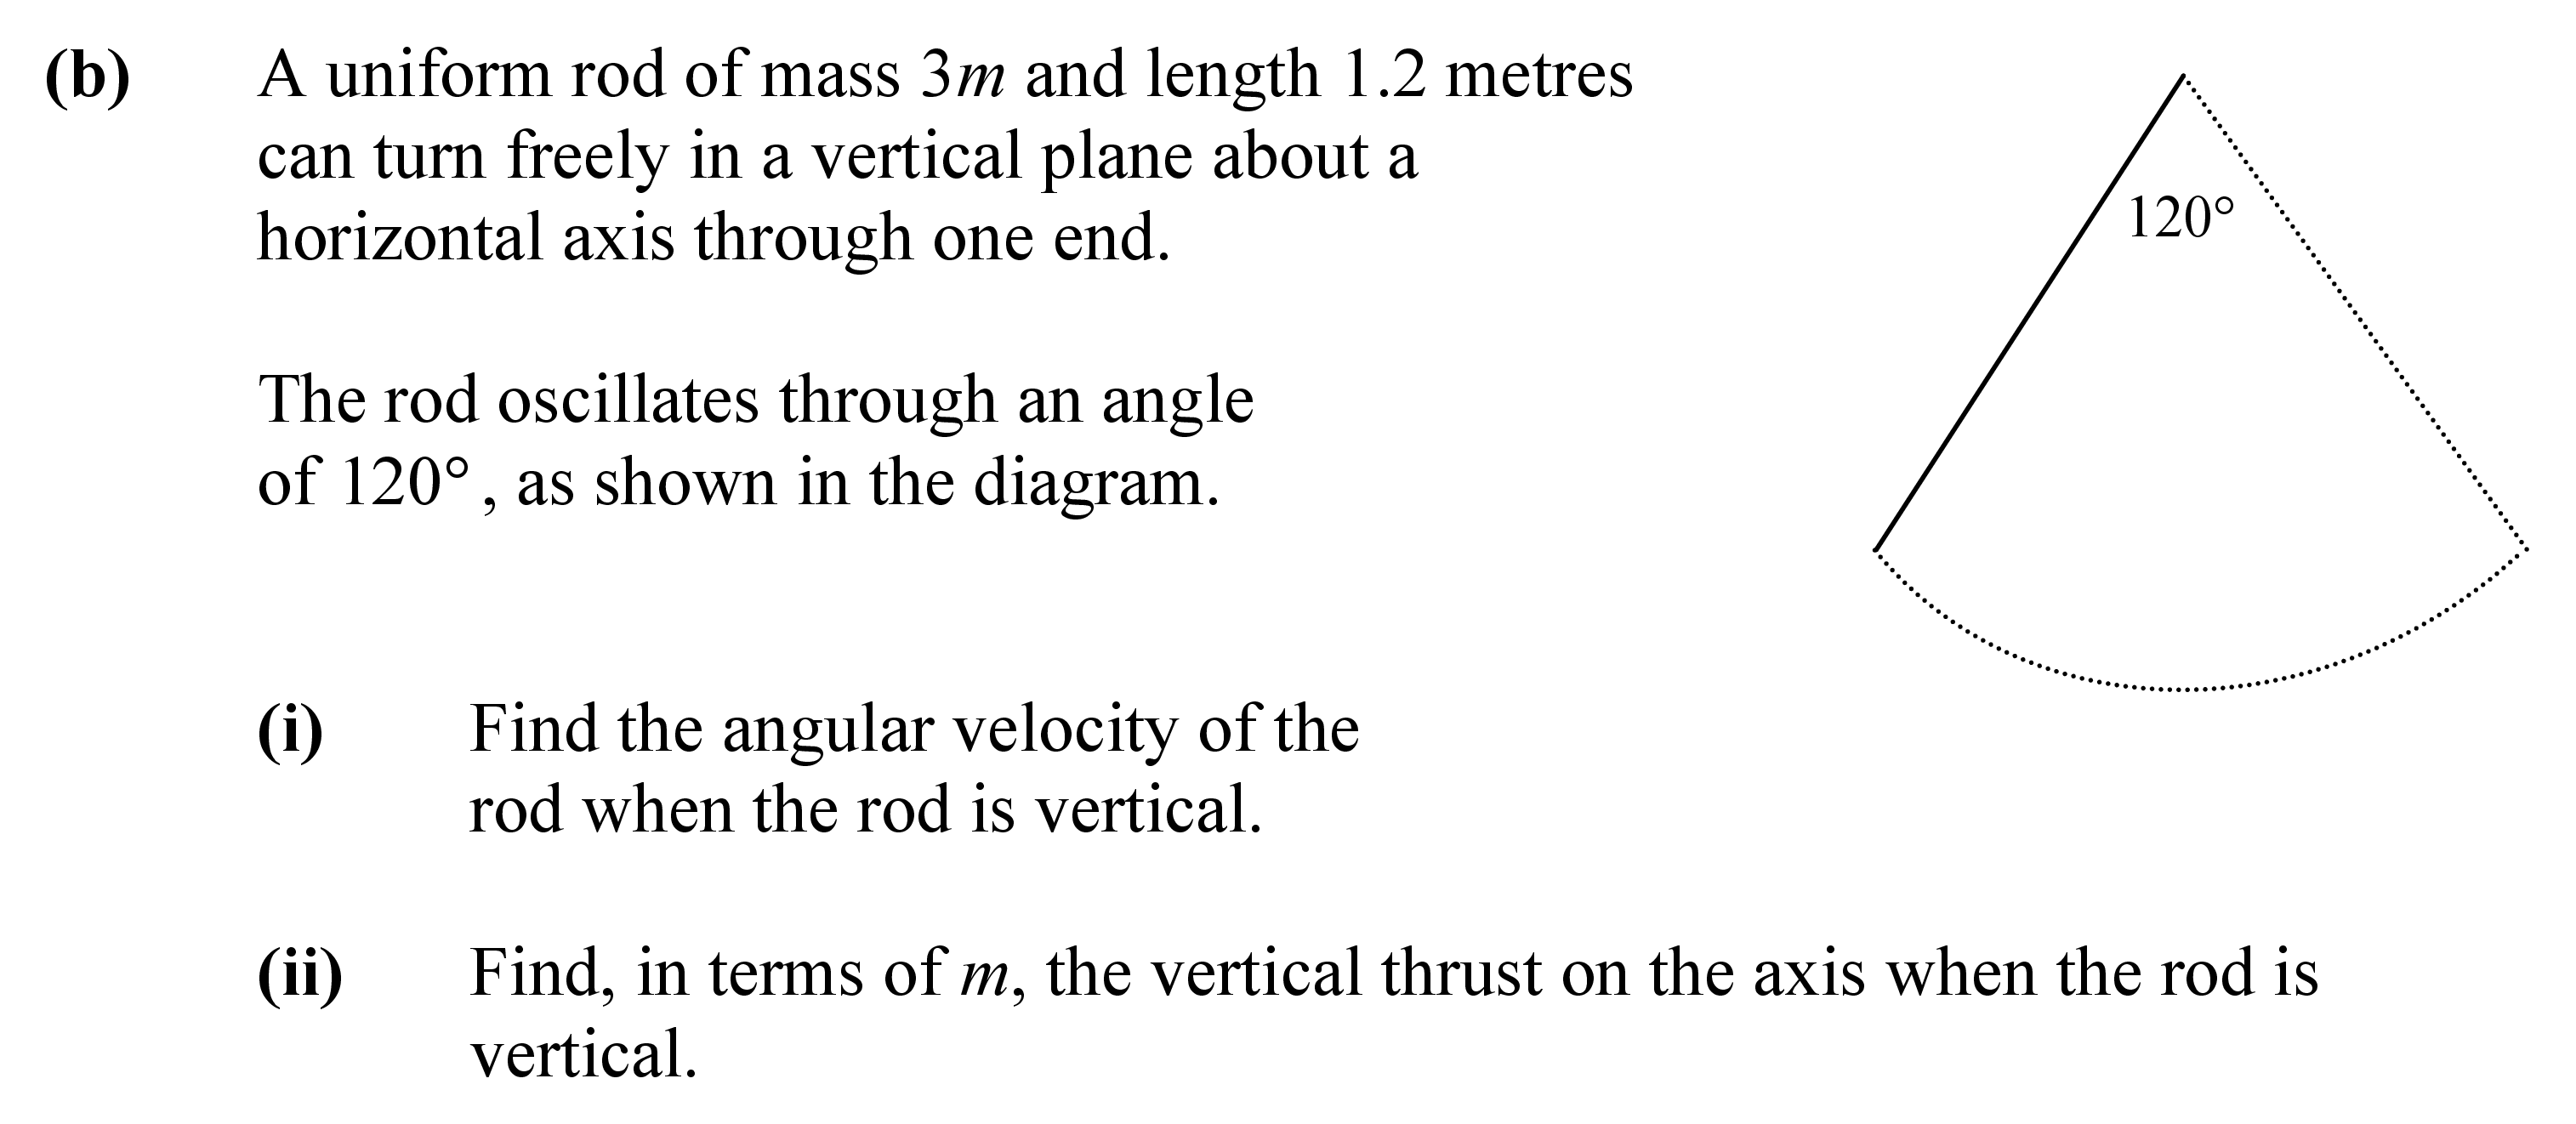 (b) A uniform rod of mass 3m and length 1.2 metres
can turn freely in a vertical plane about a
horizontal axis through one end.
120°
The rod oscillates through an angle
of 120°, as shown in the diagram.
(i) Find the angular velocity of the
rod when the rod is vertical.
(ii) Find, in terms of m, the vertical thrust on the axis when the rod is
vertical.